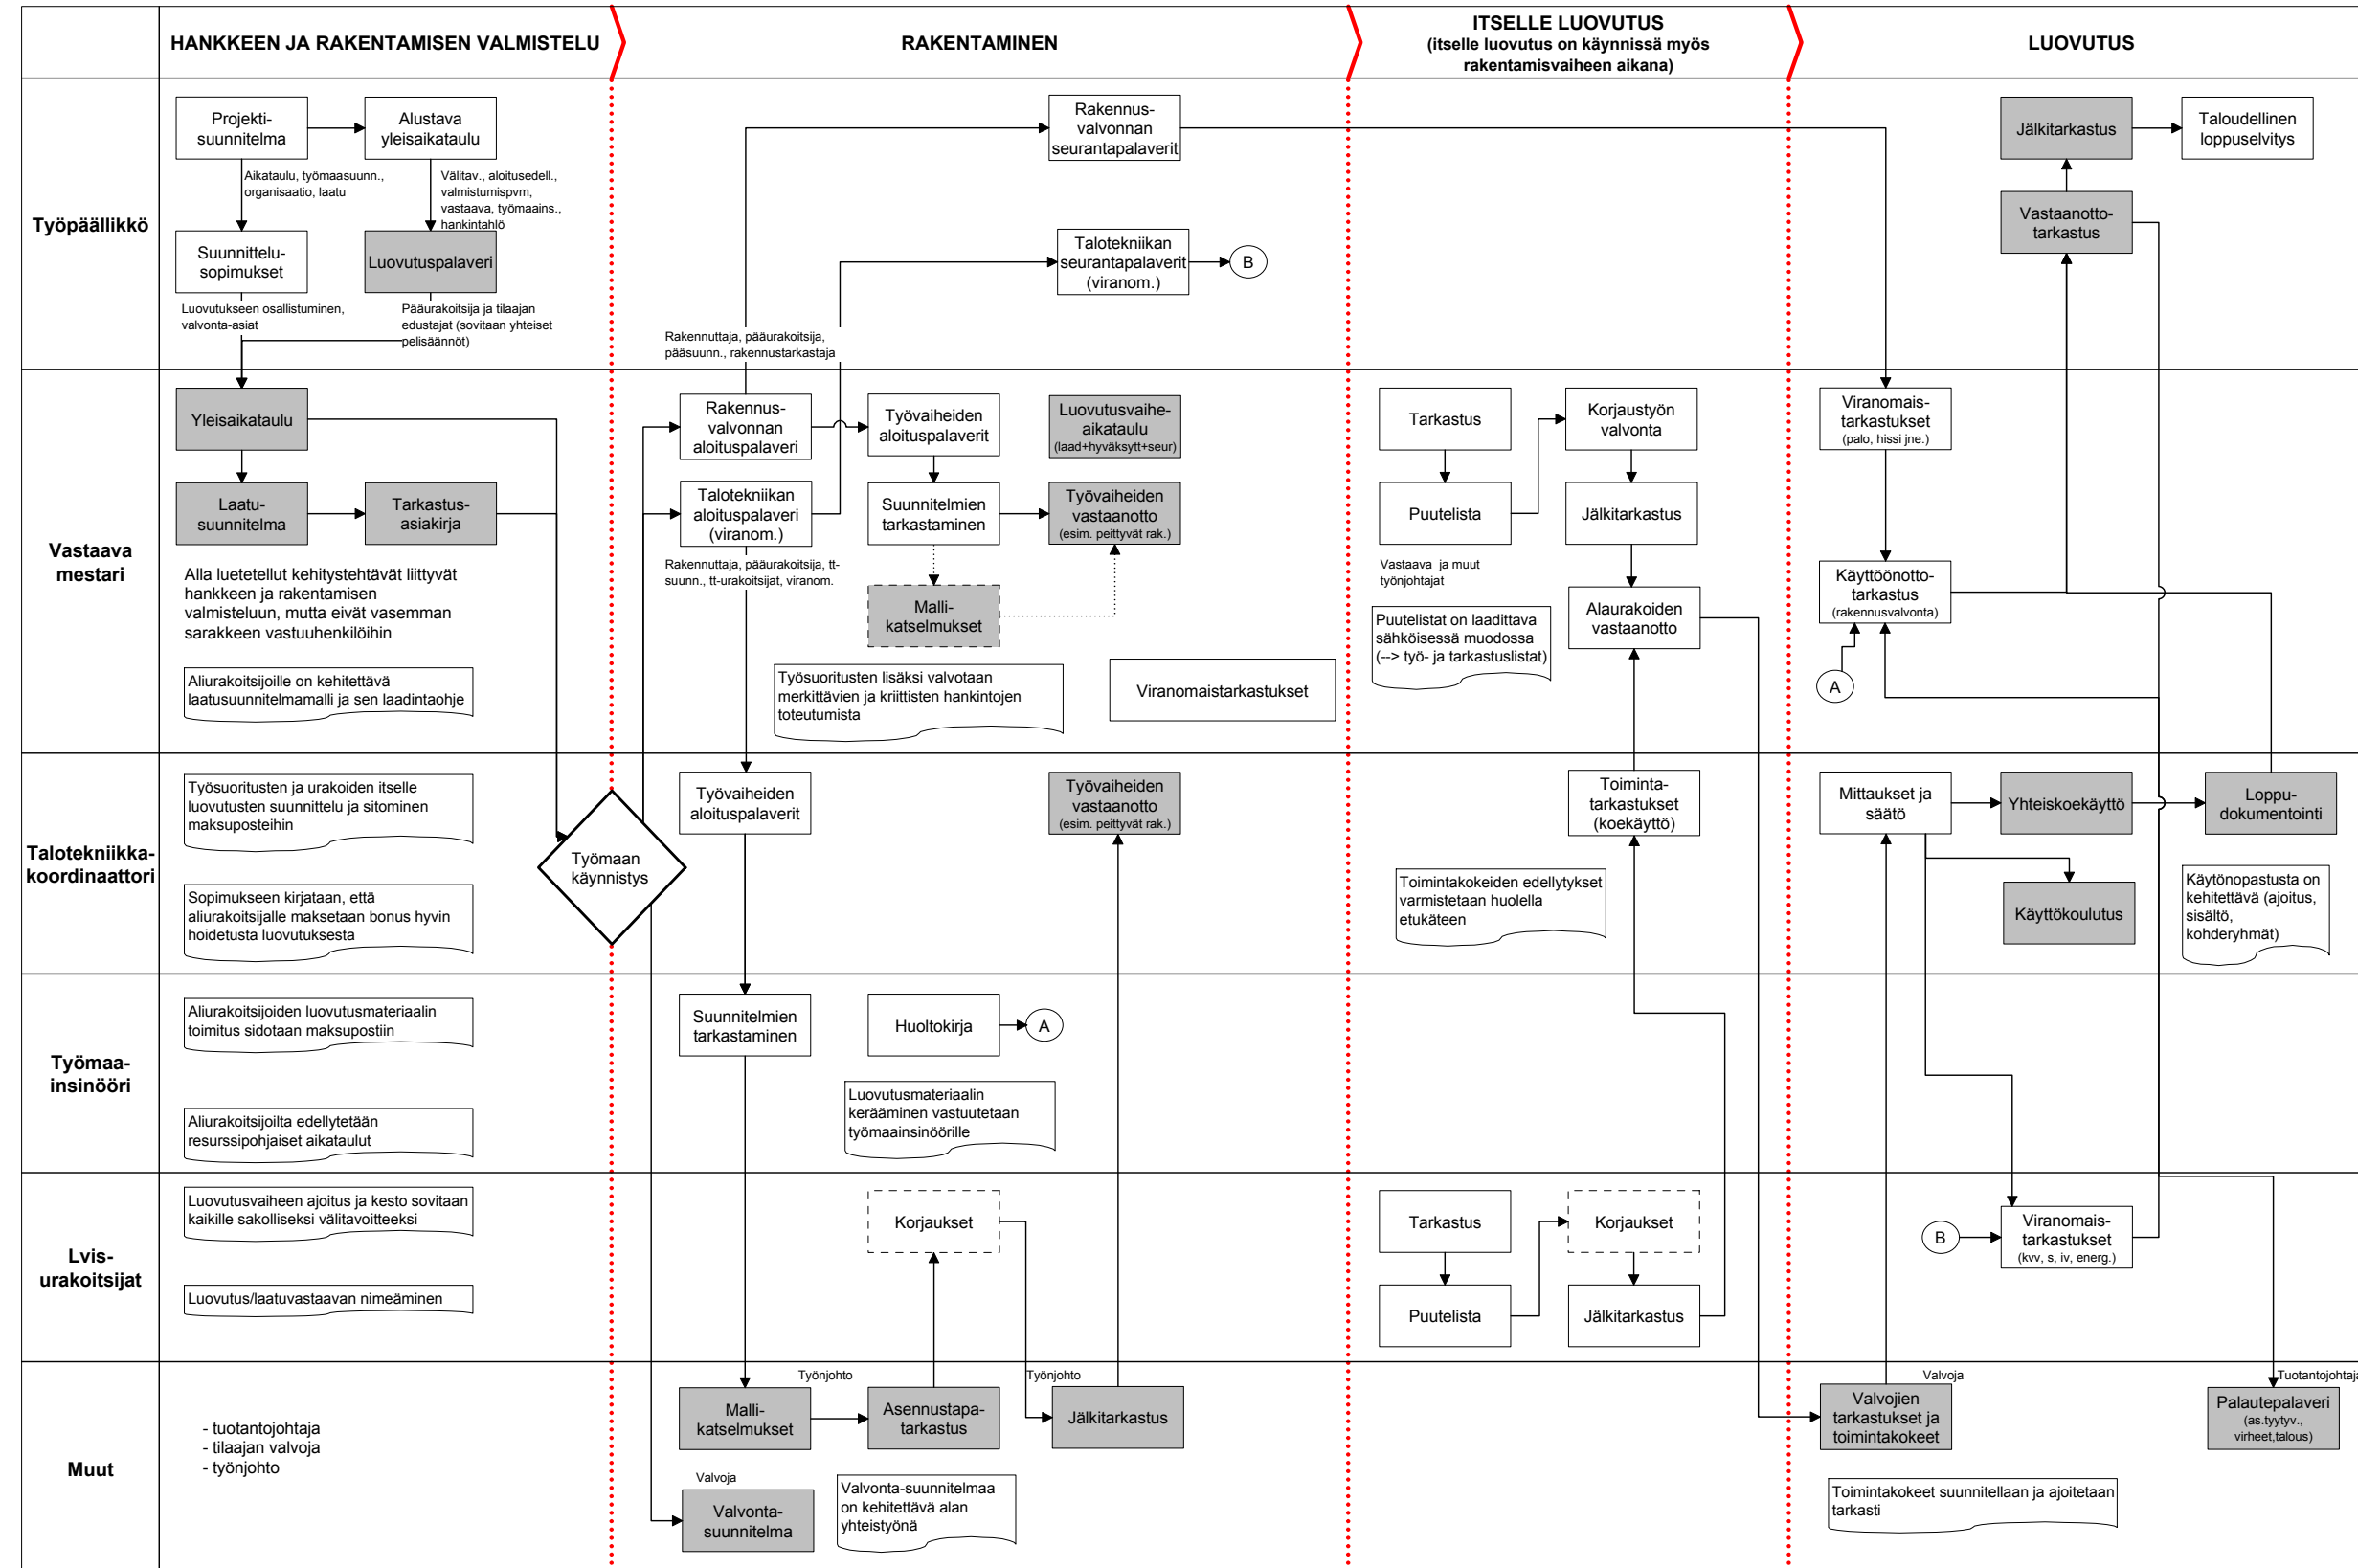 HANKKEEN JA RAKENTAMISEN VALMISTELU
RAKENTAMINEN
ITSELLE LUOVUTUS
(itselle luovutus on käynnissä myös
rakentamisvaiheen aikana)
LUOVUTUS
Työpäällikkö
Projekti-
suunnitelma
Alustava
yleisaikataulu
Aikataulu, työmaasuunn.,
organisaatio, laatu
Välitav., aloitusedell.,
valmistumispvm,
vastaava, työmaains.,
hankintahlö
Suunnittelu-
sopimukset
Luovutuspalaveri
Luovutukseen osallistuminen,
valvonta-asiat
Pääurakoitsija ja tilaajan
edustajat (sovitaan yhteiset
pelisäännöt)
Rakennus-
valvonnan
seurantapalaverit
Talotekniikan
seurantapalaverit
(viranom.)
B
Rakennuttaja, pääurakoitsija,
pääsuunn., rakennustarkastaja
Jälkitarkastus
Taloudellinen
loppuselvitys
Vastaanotto-
tarkastus
Vastaava
mestari
Yleisaikataulu
Laatu-
suunnitelma
Tarkastus-
asiakirja
Alla luetetellut kehitystehtävät liittyvät
hankkeen ja rakentamisen
valmisteluun, mutta eivät vasemman
sarakkeen vastuuhenkilöihin
Aliurakoitsijoille on kehitettävä
laatusuunnitelmamalli ja sen laadintaohje
Rakennus-
valvonnan
aloituspalaveri
Työvaiheiden
aloituspalaverit
Luovutusvaihe-
aikataulu
(laad+hyväksytt+seur)
Talotekniikan
aloituspalaveri
(viranom.)
Suunnitelmien
tarkastaminen
Työvaiheiden
vastaanotto
(esim. peittyvät rak.)
Rakennuttaja, pääurakoitsija, tt-
suunn., tt-urakoitsijat, viranom.
Malli-
katselmukset
Työsuoritusten lisäksi valvotaan
merkittävien ja kriittisten hankintojen
toteutumista
Viranomaistarkastukset
Tarkastus
Korjaustyön
valvonta
Puutelista
Jälkitarkastus
Vastaava  ja muut
työnjohtajat
Puutelistat on laadittava
sähköisessä muodossa
(--> työ- ja tarkastuslistat)
Alaurakoiden
vastaanotto
Viranomais-
tarkastukset
(palo, hissi jne.)
Käyttöönotto-
tarkastus
(rakennusvalvonta)
A
Talotekniikka-
koordinaattori
Työsuoritusten ja urakoiden itselle
luovutusten suunnittelu ja sitominen
maksuposteihin
Sopimukseen kirjataan, että
aliurakoitsijalle maksetaan bonus hyvin
hoidetusta luovutuksesta
Työmaan
käynnistys
Työvaiheiden
aloituspalaverit
Työvaiheiden
vastaanotto
(esim. peittyvät rak.)
Toiminta-
tarkastukset
(koekäyttö)
Toimintakokeiden edellytykset
varmistetaan huolella
etukäteen
Mittaukset ja
säätö
Yhteiskoekäyttö
Loppu-
dokumentointi
Käyttökoulutus
Käytönopastusta on
kehitettävä (ajoitus,
sisältö,
kohderyhmät)
Työmaa-
insinööri
Aliurakoitsijoiden luovutusmateriaalin
toimitus sidotaan maksupostiin
Aliurakoitsijoilta edellytetään
resurssipohjaiset aikataulut
Suunnitelmien
tarkastaminen
Huoltokirja
A
Luovutusmateriaalin
kerääminen vastuutetaan
työmaainsinöörille
Lvis-
urakoitsijat
Luovutusvaiheen ajoitus ja kesto sovitaan
kaikille sakolliseksi välitavoitteeksi
Luovutus/laatuvastaavan nimeäminen
Korjaukset
Tarkastus
Korjaukset
Puutelista
Jälkitarkastus
B
Viranomais-
tarkastukset
(kvv, s, iv, energ.)
Muut
- tuotantojohtaja
- tilaajan valvoja
- työnjohto
Työnjohto
Työnjohto
Malli-
katselmukset
Asennustapa-
tarkastus
Jälkitarkastus
Valvoja
Valvonta-
suunnitelma
Valvonta-suunnitelmaa
on kehitettävä alan
yhteistyönä
Valvoja
Valvojien
tarkastukset ja
toimintakokeet
Tuotantojohtaja
Palautepalaveri
(as.tyytyv.,
virheet,talous)
Toimintakokeet suunnitellaan ja ajoitetaan
tarkasti